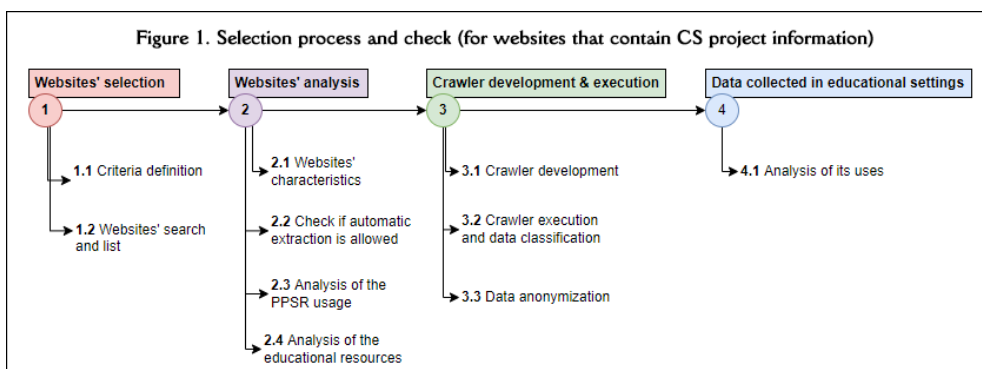 Figure 1. Selection process and check (for websites that contain CS project information)
Websites' selection
1
1.1 Criteria definition
1.2 Websites' search
and list
Websites' analysis
2
2.1 Websites'
characteristics
2.2 Check if automatic
extraction is allowed
2.3 Analysis of the
PPSR usage
2.4 Analysis of the
educational resources
Crawler development & execution
3
3.1 Crawler development
3.2 Crawler execution
and data classification
3.3 Data anonymization
Data collected in educational settings
4
4.1 Analysis of its uses